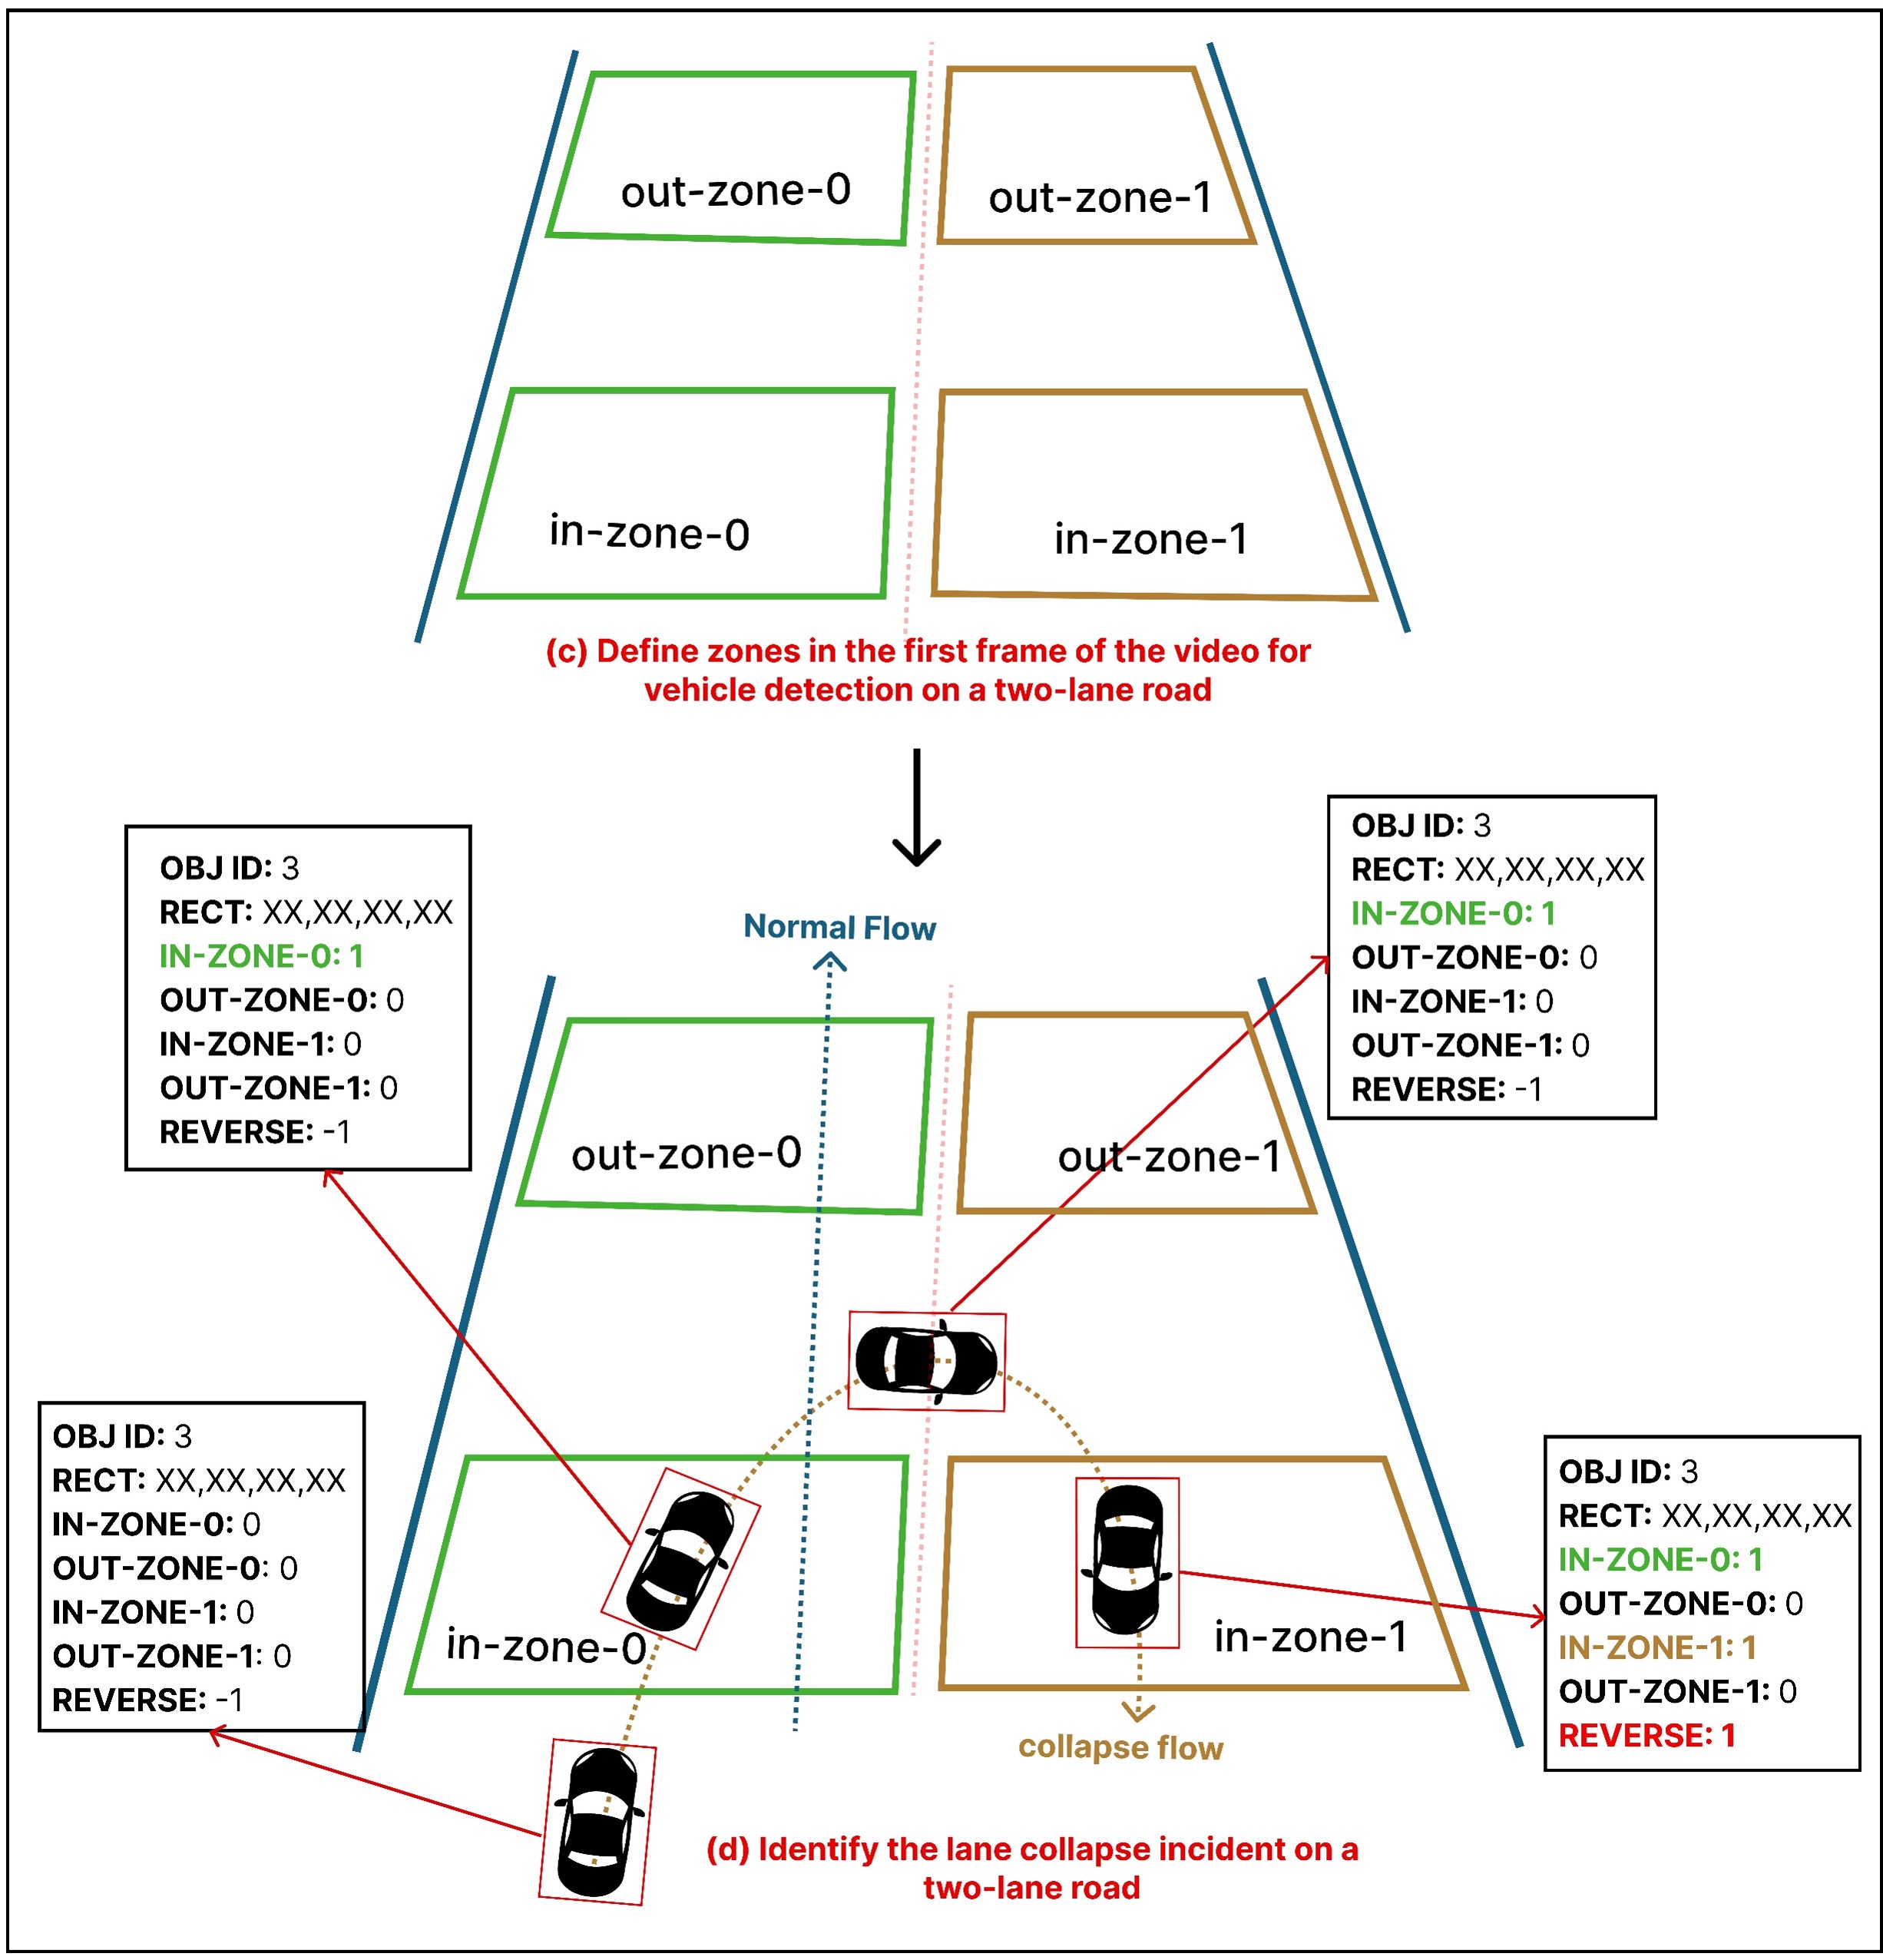 out-zone-0
out-zone-1
in-zone-0
in-zone-1
(c) Define zones in the first frame of the video for
vehicle detection on a two-lane road
OBJ ID: 3
RECT: XX,XX,XX,XX
IN-ZONE-0: 1
OUT-ZONE-0: 0
IN-ZONE-1: 0
OUT-ZONE-1: 0
REVERSE: -1
Normal Flow
OBJ ID: 3
RECT: XX,XX,XX,XX
IN-ZONE-0: 1
OUT-ZONE-0: 0
IN-ZONE-1: 0
OUT-ZONE-1: 0
REVERSE: -1
out-zone-0
out-zone-1
OBJ ID: 3
RECT: XX,XX,XX,XX
IN-ZONE-0: 0
OUT-ZONE-0: 0
IN-ZONE-1: 0
OUT-ZONE-1: 0
REVERSE: -1
in-zone-0
in-zone-1
OBJ ID: 3
RECT: XX,XX,XX,XX
IN-ZONE-0: 1
OUT-ZONE-0: 0
IN-ZONE-1: 1
OUT-ZONE-1: 0
REVERSE: 1
collapse flow
(d) Identify the lane collapse incident on a
two-lane road